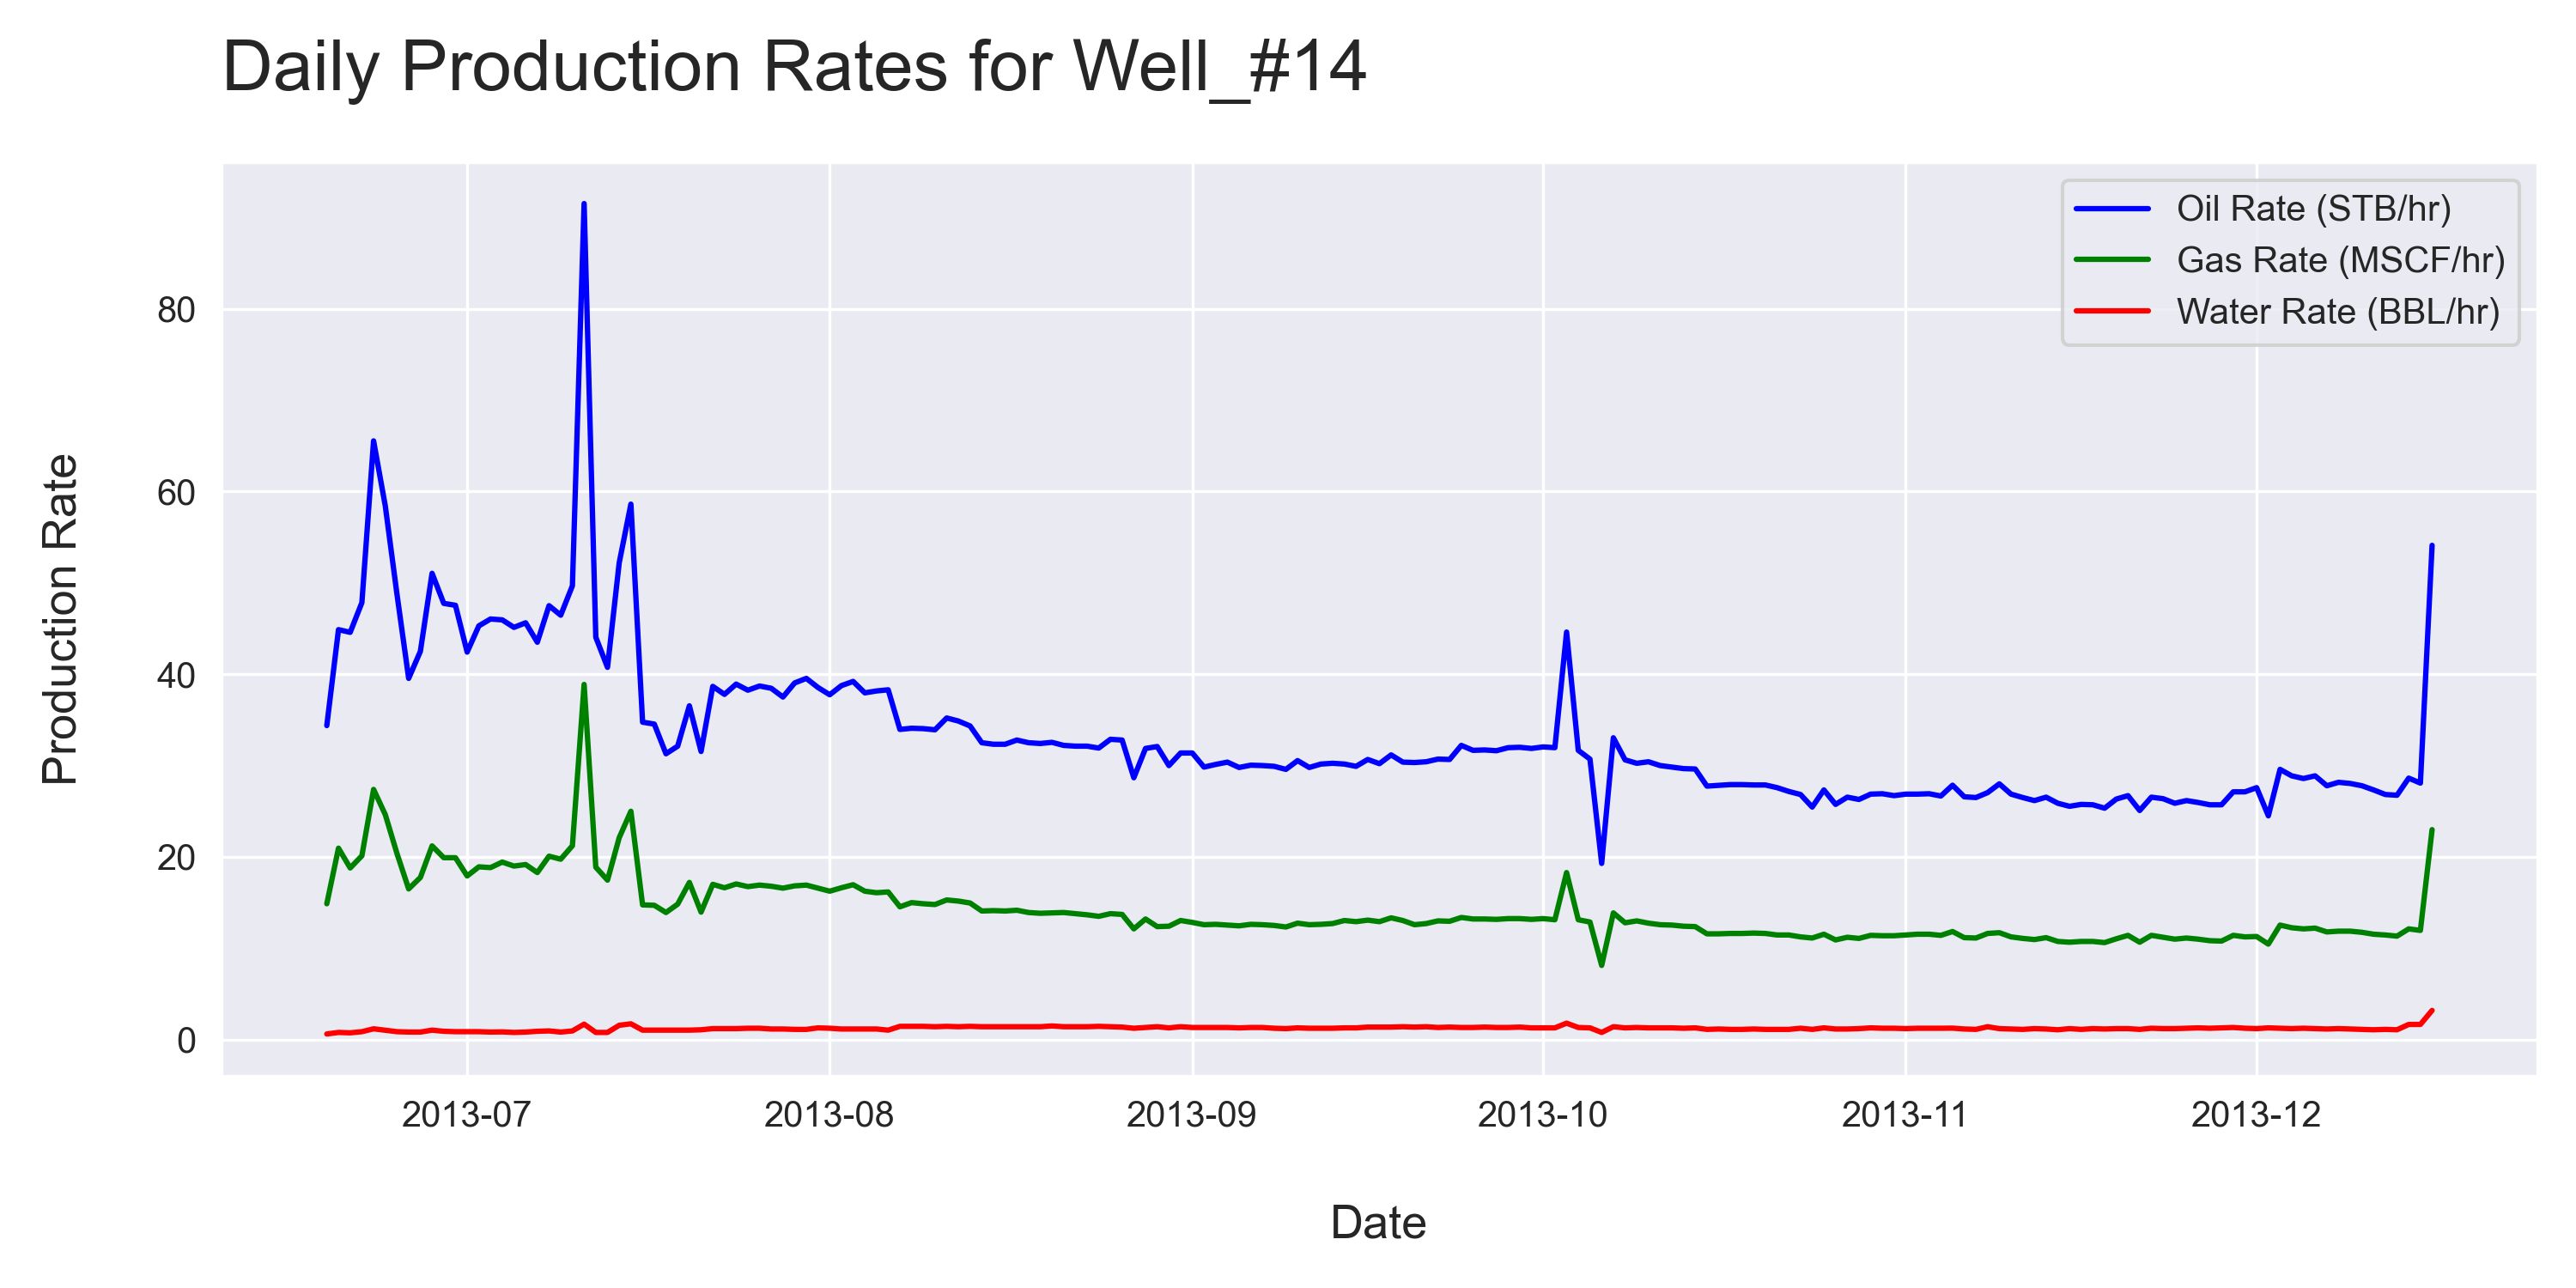 Daily Production Rates for Well_#14
Oil Rate (STB/hr)
Gas Rate (MSCF/hr)
Water Rate (BBL/hr)
Production Rate
80
60
40
20
0
2013-07 2013-08 2013-09 2013-10 2013-11 2013-12
Date